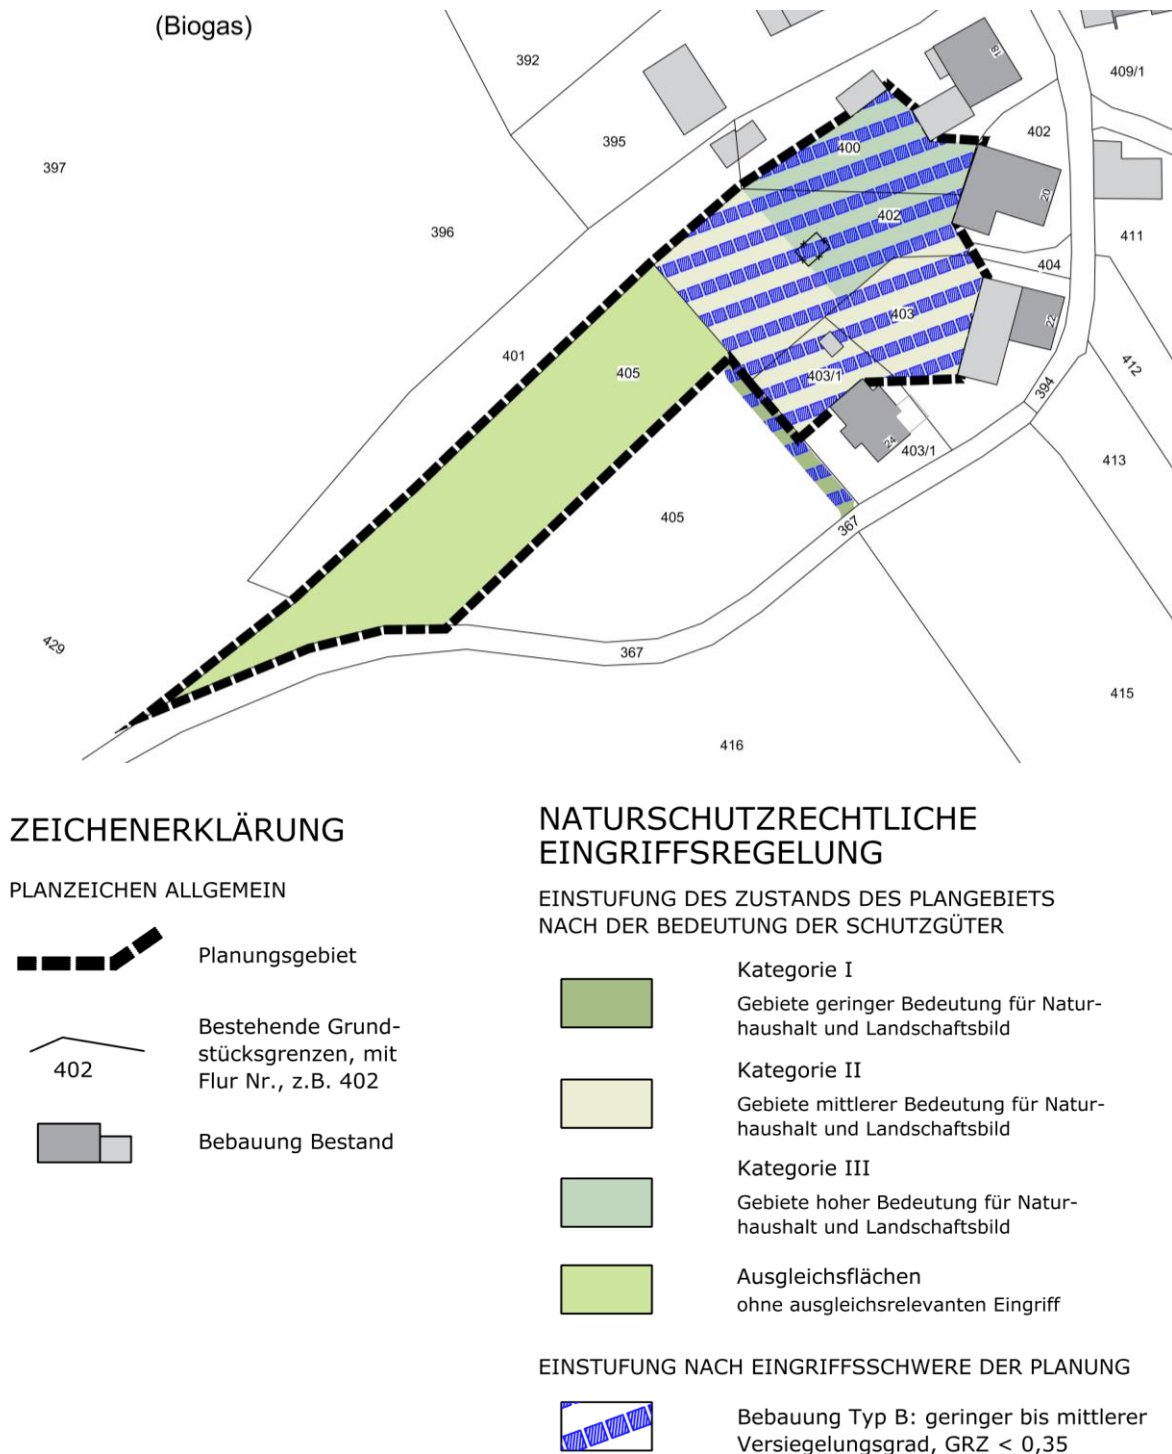 (Biogas)
392
18
409/1
395
400
402
397
20
402
396
411
404
403
22
401
405
403/1
412
394
24
403/1
413
405
367
429
367
415
416
ZEICHENERKLÄRUNG
PLANZEICHEN ALLGEMEIN
Planungsgebiet
402
Bestehende Grund-
stücksgrenzen, mit
Flur Nr., z.B. 402
Bebauung Bestand
NATURSCHUTZRECHTLICHE
EINGRIFFSREGELUNG
EINSTUFUNG DES ZUSTANDS DES PLANGEBIETS
NACH DER BEDEUTUNG DER SCHUTZGÜTER
Kategorie I
Gebiete geringer Bedeutung für Natur-
haushalt und Landschaftsbild
Kategorie II
Gebiete mittlerer Bedeutung für Natur-
haushalt und Landschaftsbild
Kategorie III
Gebiete hoher Bedeutung für Natur-
haushalt und Landschaftsbild
Ausgleichsflächen
ohne ausgleichsrelevanten Eingriff
EINSTUFUNG NACH EINGRIFFSSCHWERE DER PLANUNG
Bebauung Typ B: geringer bis mittlerer
Versiegelungsgrad, GRZ < 0,35